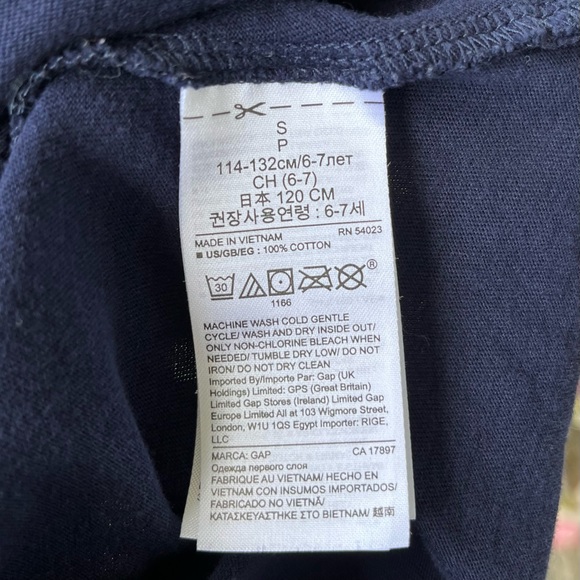 S
P
114-132см/6-7лет
CH (6-7)
日本 120 CM
권장사용연령 : 6-7세
MADE IN VIETNAM RN 54023
■ US/GB/EG : 100% COTTON
30 ®
1166
MACHINE WASH COLD GENTLE
CYCLE/ WASH AND DRY INSIDE OUT/
ONLY NON-CHLORINE BLEACH WHEN
NEEDED/ TUMBLE DRY LOW/ DO NOT
IRON/ DO NOT DRY CLEAN
Imported By/Importe Par: Gap (UK
Holdings) Limited: GPS (Great Britain)
Limited Gap Stores (Ireland) Limited Gap
Europe Limited All at 103 Wigmore Street,
London, W1U 1QS Egypt Importer: RIGE,
LLC
MARCA: GAP CA 17897
Одежда первого слоя
FABRIQUE AU VIETNAM/ HECHO EN
VIETNAM CON INSUMOS IMPORTADOS/
FABRICADO NO VIETNÃ/
ΚΑΤΑΣΚΕΥΑΣΤΗΚΕ ΣΤΟ ΒΙΕΤΝΑΜ/ 越南